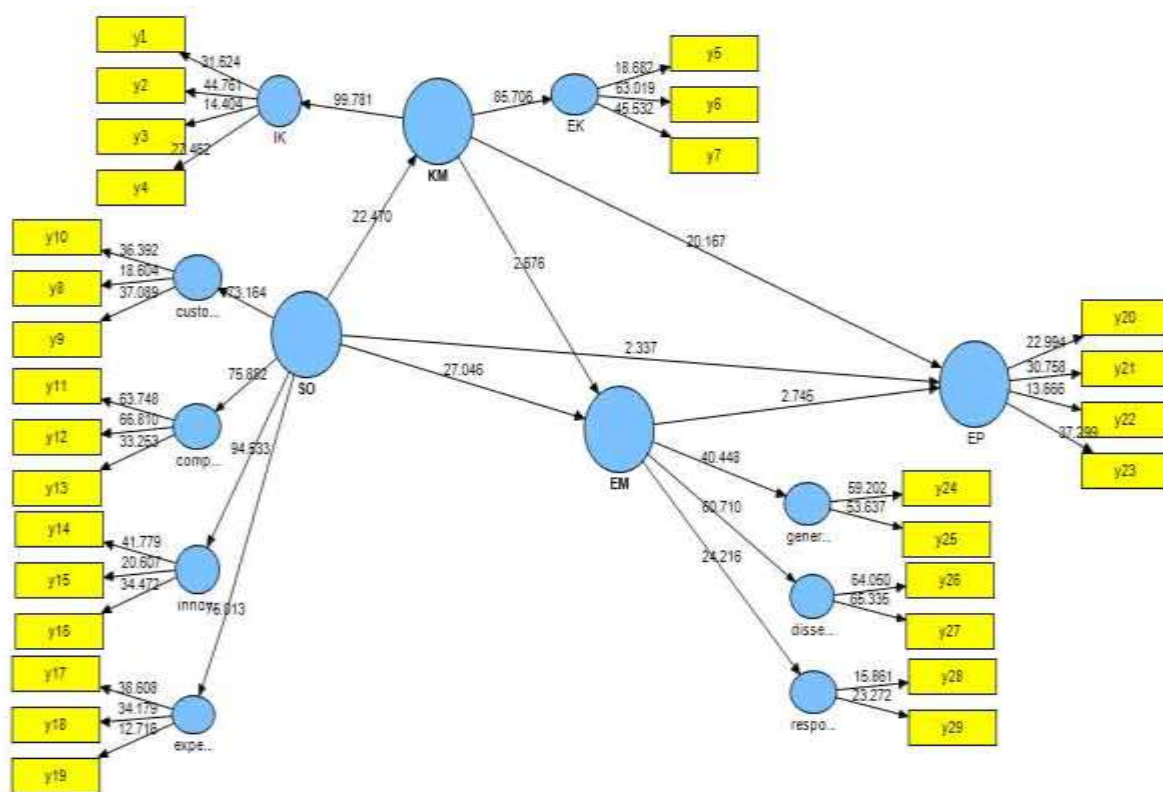 y1
31.624
y2
44.761
14.404
y3
27.462
y4
IK
99.781
KM
85.706
EK
18.682
y5
63.019
y6
45.532
y7
22.470
2.576
20.167
y10
36.392
y8
18.604
37.089
y9
custo...
73.164
SO
2.337
27.046
y11
63.748
y12
66.810
33.253
y13
comp...
75.882
94.533
y14
41.779
y15
20.607
34.472
y16
innov...
76.013
y17
38.608
y18
34.179
12.716
y19
expe...
EM
2.745
EP
22.994
y20
30.758
y21
13.666
y22
37.299
y23
40.448
60.710
24.216
gener...
59.202
y24
53.637
y25
disse...
64.050
y26
65.335
y27
respo...
15.861
y28
23.272
y29